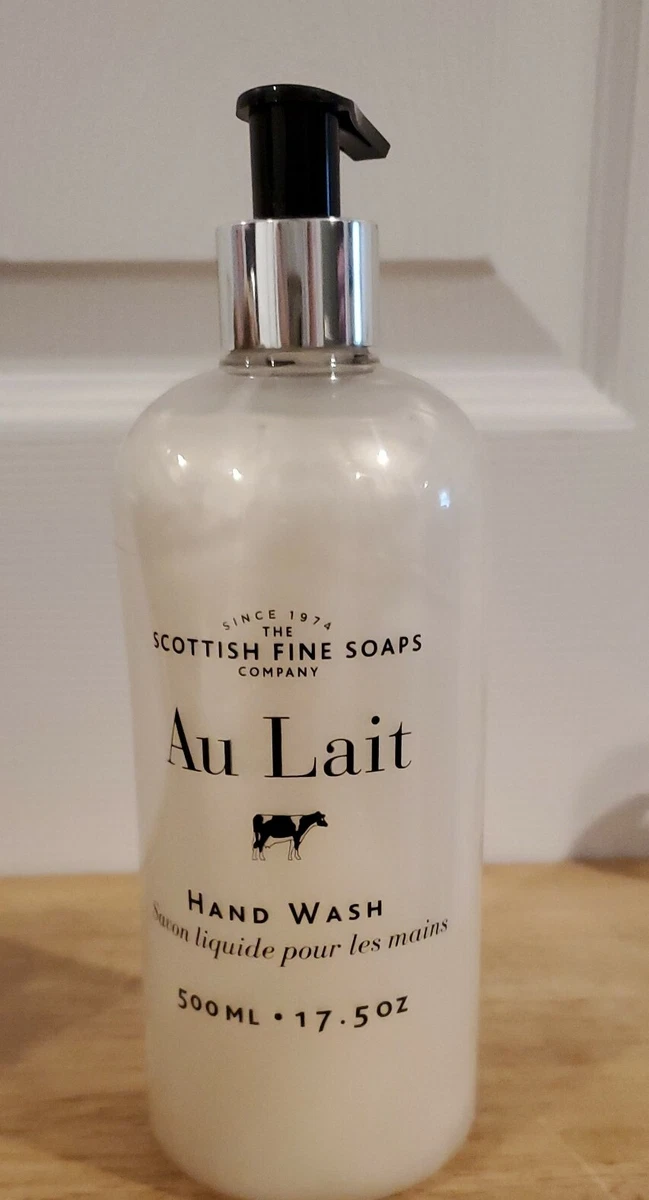 SINCE 1974
THE
SCOTTISH FINE SOAPS
COMPANY
Au Lait
HAND WASH
Savon liquide pour les mains
500ML • 17.5OZ